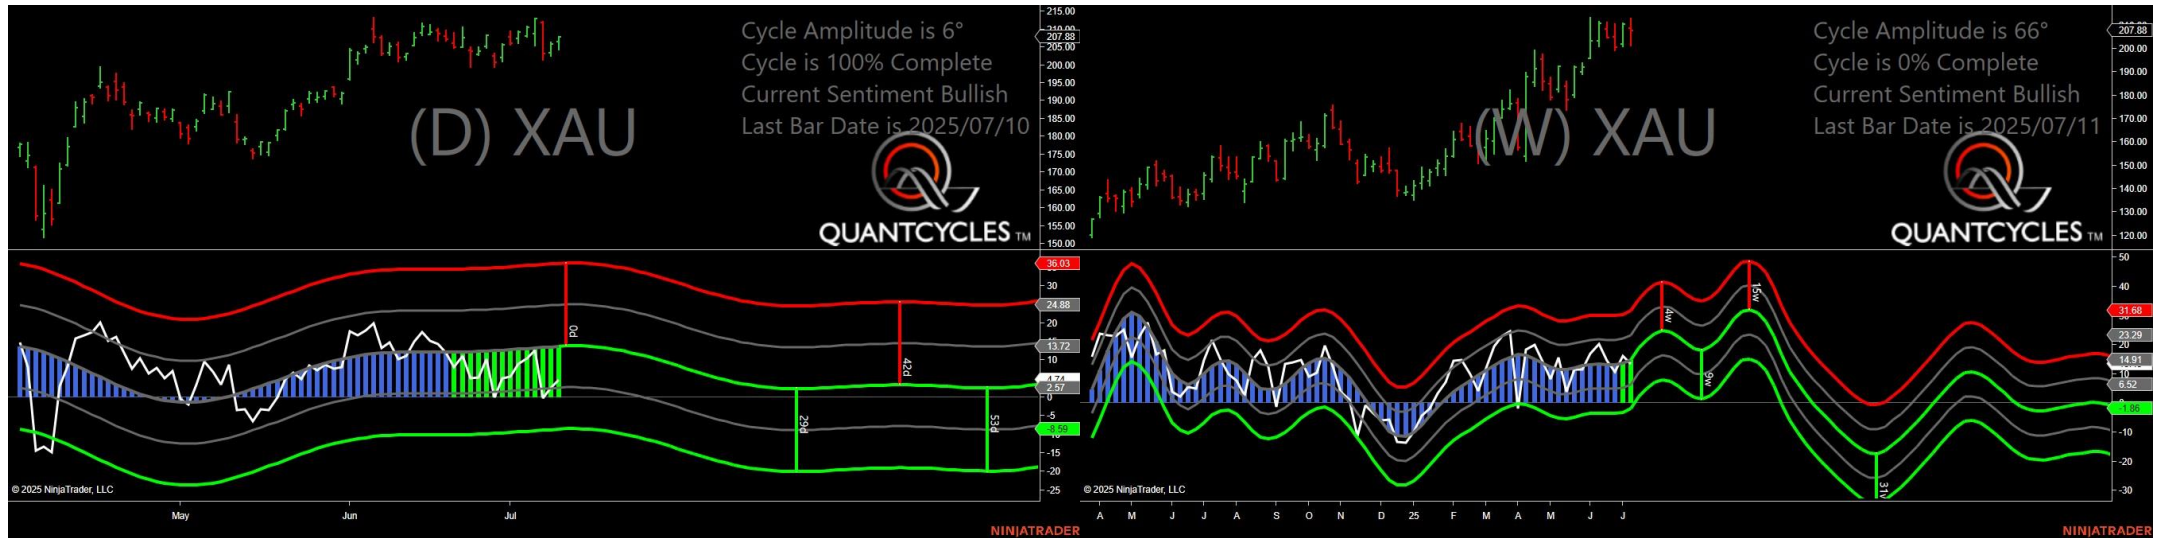 Cycle Amplitude is 6°
Cycle is 100% Complete
Current Sentiment Bullish
Last Bar Date is 2025/07/10
(D) XAU
QUANTCYCLES TM
215.00
207.88
205.00
200.00
195.00
190.00
185.00
180.00
175.00
170.00
165.00
160.00
155.00
150.00
36.03
30
24.88
20
13.72
10
4.74
2.57
0
-5
-8.59
-15
-20
-25
0d
29d
42d
53d
© 2025 NinjaTrader, LLC
May Jun Jul
NINJATRADER
Cycle Amplitude is 66°
Cycle is 0% Complete
Current Sentiment Bullish
Last Bar Date is 2025/07/11
(W) XAU
QUANTCYCLES TM
207.88
200.00
190.00
180.00
170.00
160.00
150.00
140.00
130.00
120.00
50
40
31.68
23.29
20
14.91
10
6.52
-1.86
-10
-20
-30
4w
9w
15w
© 2025 NinjaTrader, LLC
A M J J A S O N D 25 F M A M J J
NINJATRADER